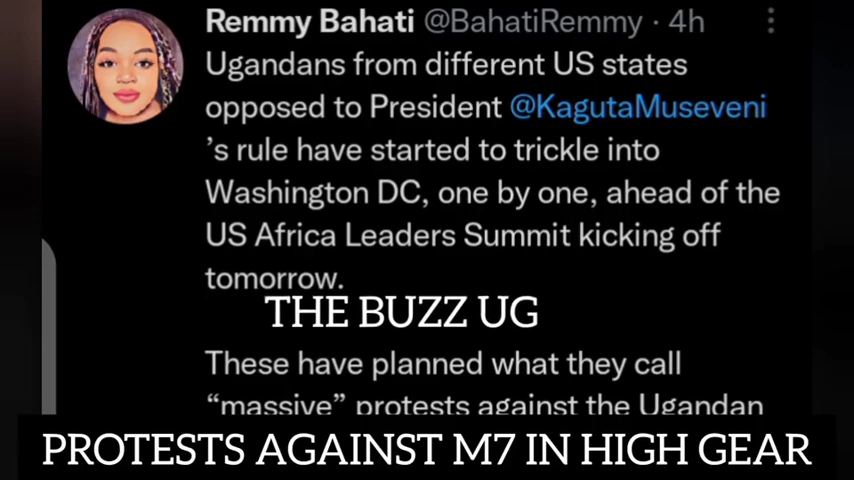 Remmy Bahati @BahatiRemmy · 4h
Ugandans from different US states
opposed to President @KagutaMuseveni
’s rule have started to trickle into
Washington DC, one by one, ahead of the
US Africa Leaders Summit kicking off
tomorrow.
THE BUZZ UG
These have planned what they call
“massive” protests against the Ugandan
PROTESTS AGAINST M7 IN HIGH GEAR